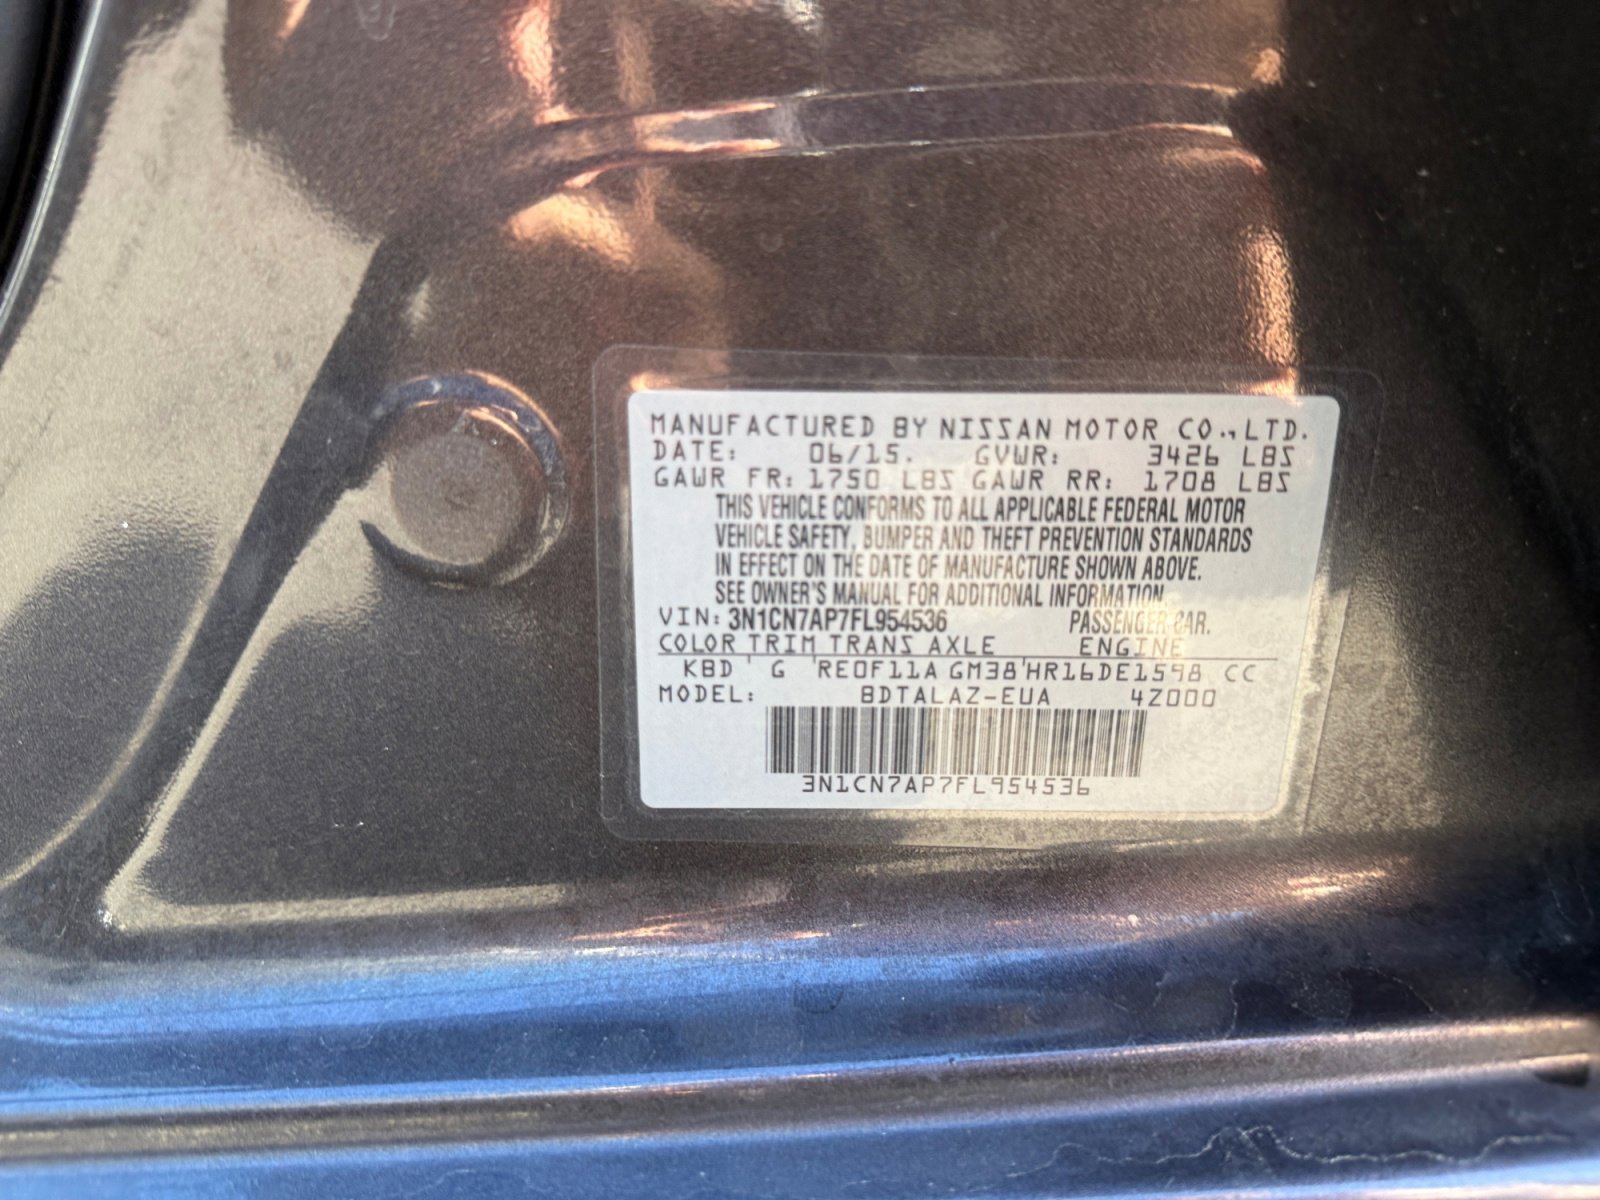 MANUFACTURED BY NISSAN MOTOR CO., LTD.
DATE: 06/15. GVWR: 3426 LBS
GAWR FR: 1750 LBS GAWR RR: 1708 LBS
THIS VEHICLE CONFORMS TO ALL APPLICABLE FEDERAL MOTOR
VEHICLE SAFETY, BUMPER AND THEFT PREVENTION STANDARDS
IN EFFECT ON THE DATE OF MANUFACTURE SHOWN ABOVE.
SEE OWNER'S MANUAL FOR ADDITIONAL INFORMATION.
VIN: 3N1CN7AP7FL954536 PASSENGER CAR.
COLOR TRIM TRANS AXLE ENGINE
KBD G RE0F11A GM38 HR16DE1598 CC
MODEL: BDTALAZ-EUA 4Z000
3N1CN7AP7FL954536